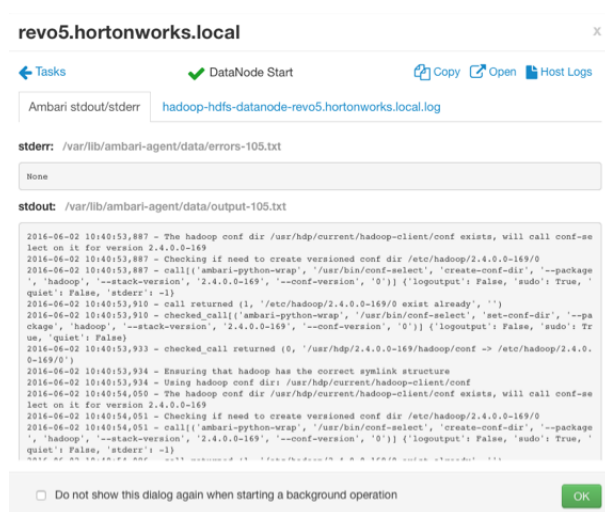 revo5.hortonworks.local x
Tasks DataNode Start Copy Open Host Logs
Ambari stdout/stderr hadoop-hdfs-datanode-revo5.hortonworks.local.log
stderr: /var/lib/ambari-agent/data/errors-105.txt
None
stdout: /var/lib/ambari-agent/data/output-105.txt
2016-06-02 10:40:53,887 - The hadoop conf dir /usr/hdp/current/hadoop-client/conf exists, will call conf-se
lect on it for version 2.4.0.0-169
2016-06-02 10:40:53,887 - Checking if need to create versioned conf dir /etc/hadoop/2.4.0.0-169/0
2016-06-02 10:40:53,887 - call[('ambari-python-wrap', '/usr/bin/conf-select', 'create-conf-dir', '--package
', 'hadoop', '--stack-version', '2.4.0.0-169', '--conf-version', '0')] {'logoutput': False, 'sudo': True, '
quiet': False, 'stderr': -1}
2016-06-02 10:40:53,910 - call returned (1, '/etc/hadoop/2.4.0.0-169/0 exist already', '')
2016-06-02 10:40:53,910 - checked_call[('ambari-python-wrap', '/usr/bin/conf-select', 'set-conf-dir', '--pa
ckage', 'hadoop', '--stack-version', '2.4.0.0-169', '--conf-version', '0')] {'logoutput': False, 'sudo': Tr
ue, 'quiet': False}
2016-06-02 10:40:53,933 - checked_call returned (0, '/usr/hdp/2.4.0.0-169/hadoop/conf -> /etc/hadoop/2.4.0.
0-169/0')
2016-06-02 10:40:53,934 - Ensuring that hadoop has the correct symlink structure
2016-06-02 10:40:53,934 - Using hadoop conf dir: /usr/hdp/current/hadoop-client/conf
2016-06-02 10:40:54,050 - The hadoop conf dir /usr/hdp/current/hadoop-client/conf exists, will call conf-se
lect on it for version 2.4.0.0-169
2016-06-02 10:40:54,051 - Checking if need to create versioned conf dir /etc/hadoop/2.4.0.0-169/0
2016-06-02 10:40:54,051 - call[('ambari-python-wrap', '/usr/bin/conf-select', 'create-conf-dir', '--package
', 'hadoop', '--stack-version', '2.4.0.0-169', '--conf-version', '0')] {'logoutput': False, 'sudo': True, '
quiet': False, 'stderr': -1}
Do not show this dialog again when starting a background operation OK